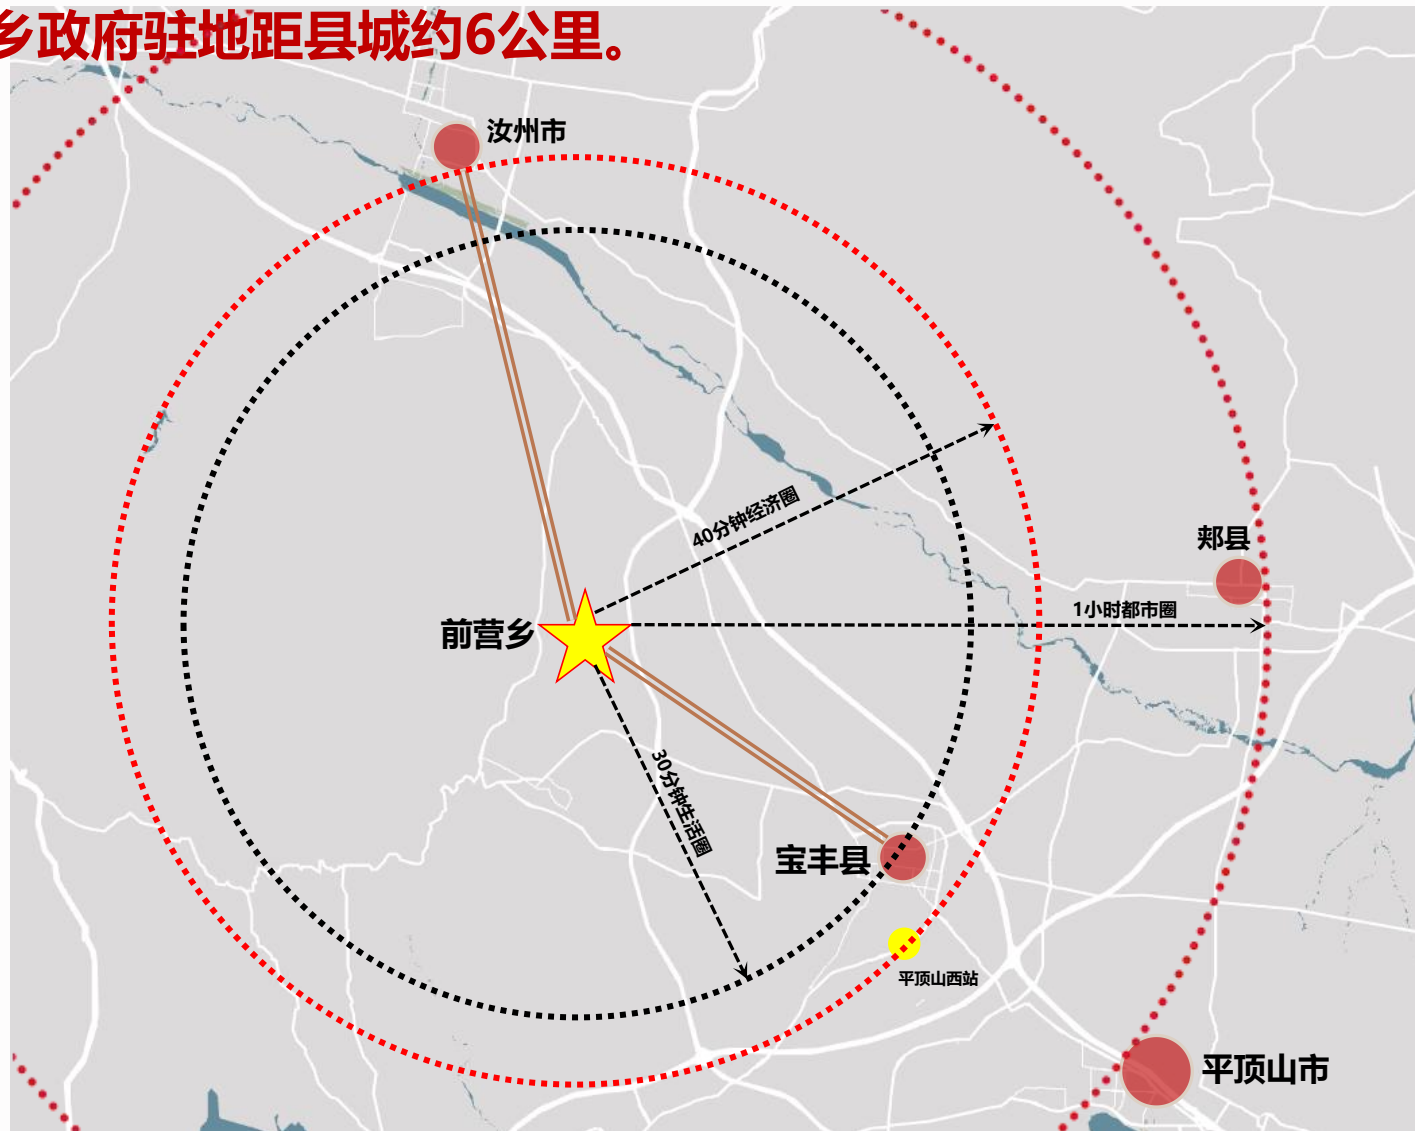 乡政府驻地距县城约6公里。
汝州市
40分钟经济圈
郏县
1小时都市圈
前营乡
30分钟生活圈
宝丰县
平顶山西站
平顶山市